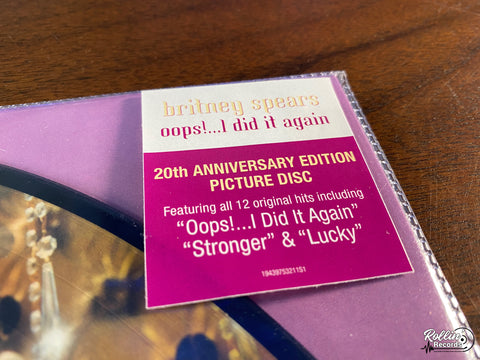 britney spears
oops!...I did it again
20th ANNIVERSARY EDITION
PICTURE DISC
Featuring all 12 original hits including
“Oops!...I Did It Again”
“Stronger” & “Lucky”
19439753211S1
Rollin'
Records